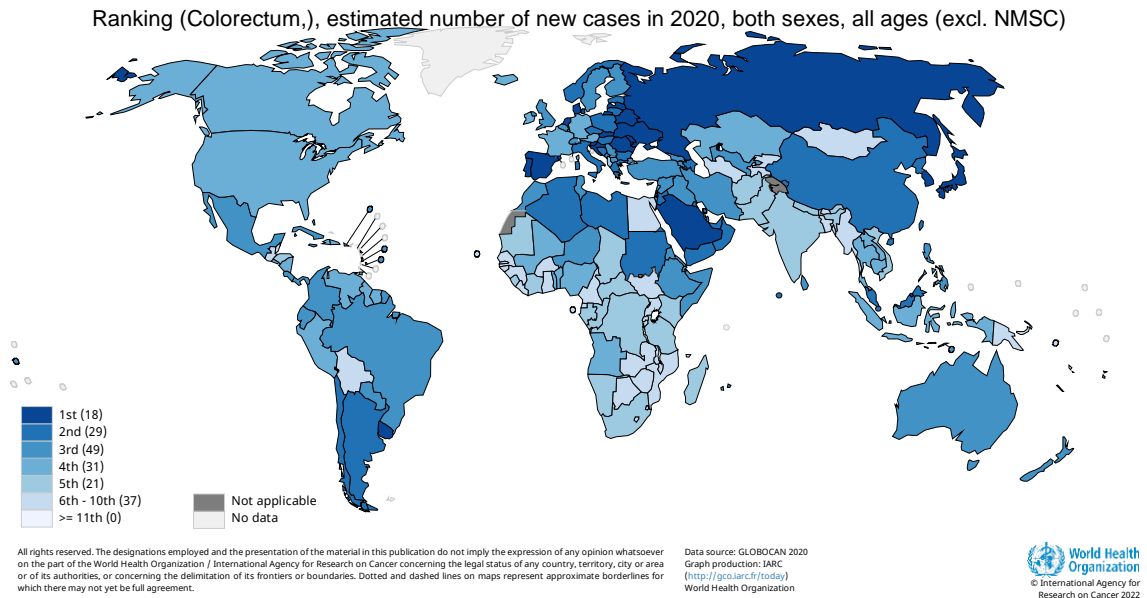 Ranking (Colorectum,), estimated number of new cases in 2020, both sexes, all ages (excl. NMSC)
1st (18)
2nd (29)
3rd (49)
4th (31)
5th (21)
6th - 10th (37)
>= 11th (0)
Not applicable
No data
All rights reserved. The designations employed and the presentation of the material in this publication do not imply the expression of any opinion whatsoever
on the part of the World Health Organization / International Agency for Research on Cancer concerning the legal status of any country, territory, city or area
or of its authorities, or concerning the delimitation of its frontiers or boundaries. Dotted and dashed lines on maps represent approximate borderlines for
which there may not yet be full agreement.
Data source: GLOBOCAN 2020
Graph production: IARC
(http://gco.iarc.fr/today)
World Health Organization
World Health
Organization
© International Agency for
Research on Cancer 2022